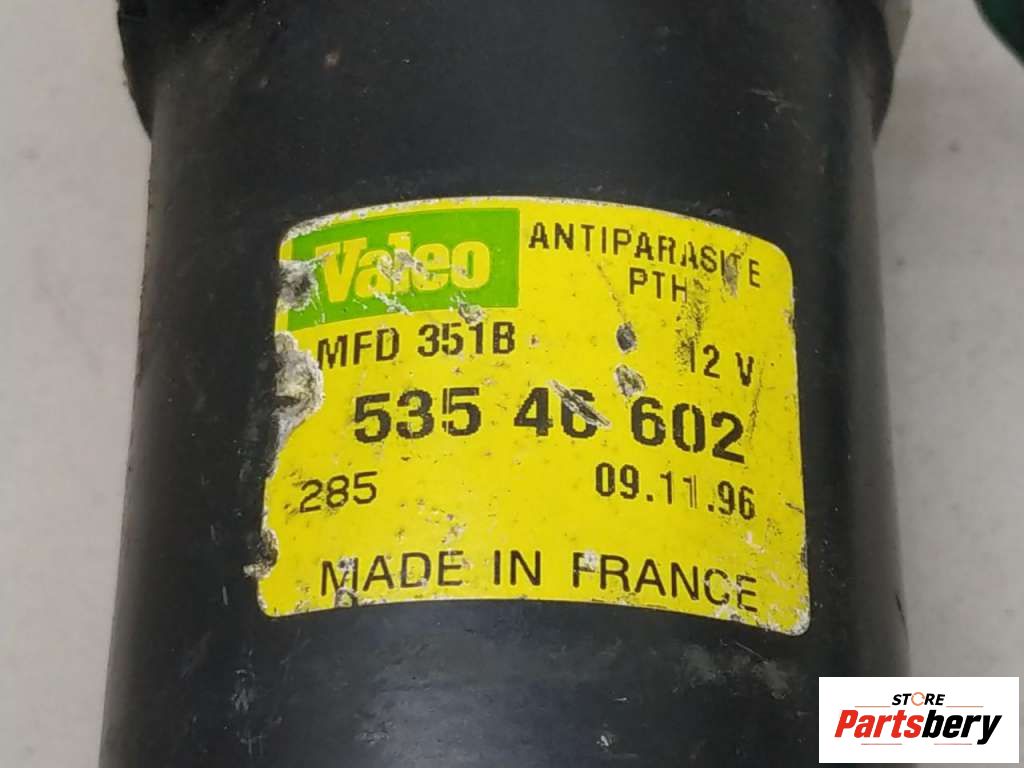 Valeo
ANTIPARASITE
PTH
MFD 351B
12 V
535 46 602
285
09.11.96
MADE IN FRANCE
STORE
Partsbery